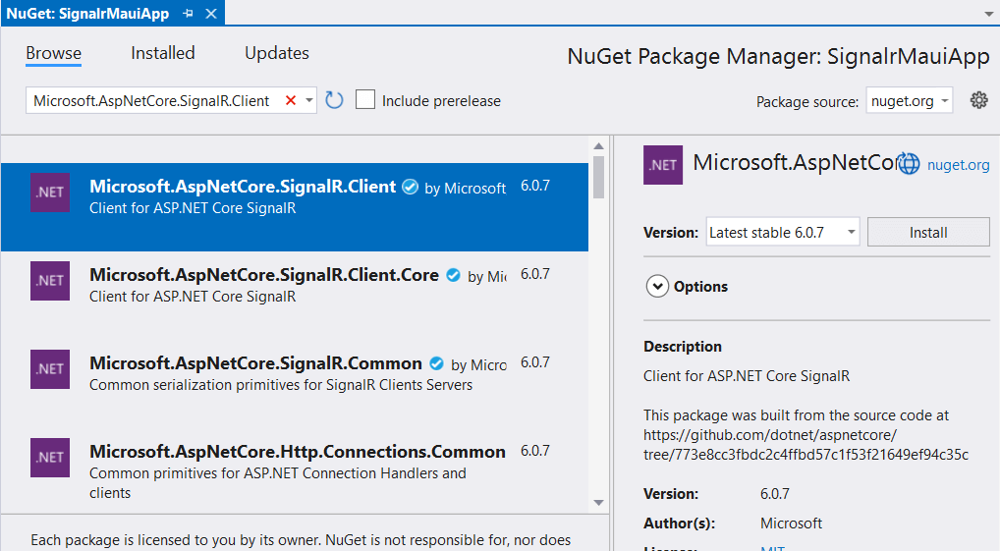 NuGet: SignalrMauiApp
Browse Installed Updates
NuGet Package Manager: SignalrMauiApp
Microsoft.AspNetCore.SignalR.Client
Include prerelease
Package source: nuget.org
.NET Microsoft.AspNetCore.SignalR.Client by Microsoft 6.0.7
Client for ASP.NET Core SignalR
.NET Microsoft.AspNetCore.SignalR.Client.Core by Mic 6.0.7
Client for ASP.NET Core SignalR
.NET Microsoft.AspNetCore.SignalR.Common by Micro 6.0.7
Common serialization primitives for SignalR Clients Servers
.NET Microsoft.AspNetCore.Http.Connections.Common 6.0.7
Common primitives for ASP.NET Connection Handlers and
clients
Each package is licensed to you by its owner. NuGet is not responsible for, nor does
.NET Microsoft.AspNetCor nuget.org
Version: Latest stable 6.0.7 Install
Options
Description
Client for ASP.NET Core SignalR
This package was built from the source code at
https://github.com/dotnet/aspnetcore/
tree/773e8cc3fbdc2c4ffbd57c1f53f21649ef94c35c
Version: 6.0.7
Author(s): Microsoft
License: MIT